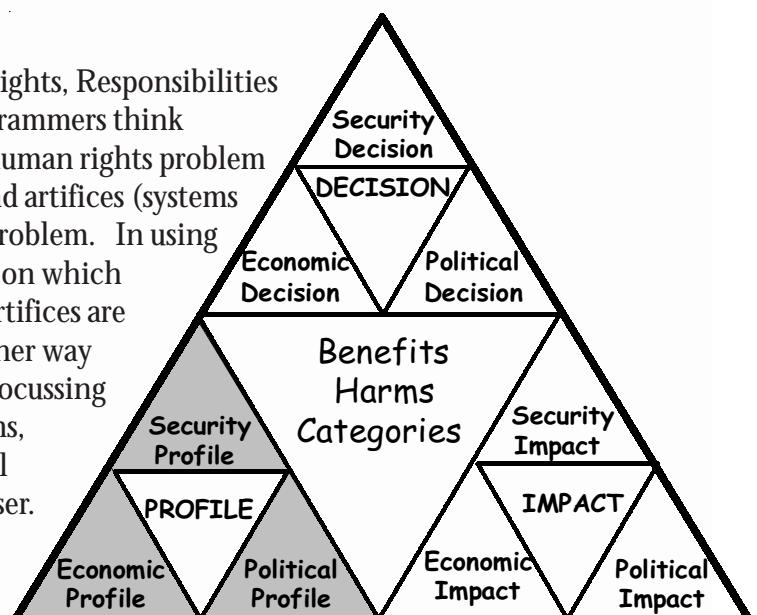 ights, Responsibilities
rammers think
uman rights problem
d artifices (systems
roblem. In using
on which
rtifices are
her way
ocussing
ns,
l
ser.
Security
Decision
DECISION
Economic
Decision
Political
Decision
Benefits
Harms
Categories
Security
Profile
PROFILE
Economic
Profile
Political
Profile
Security
Impact
IMPACT
Economic
Impact
Political
Impact